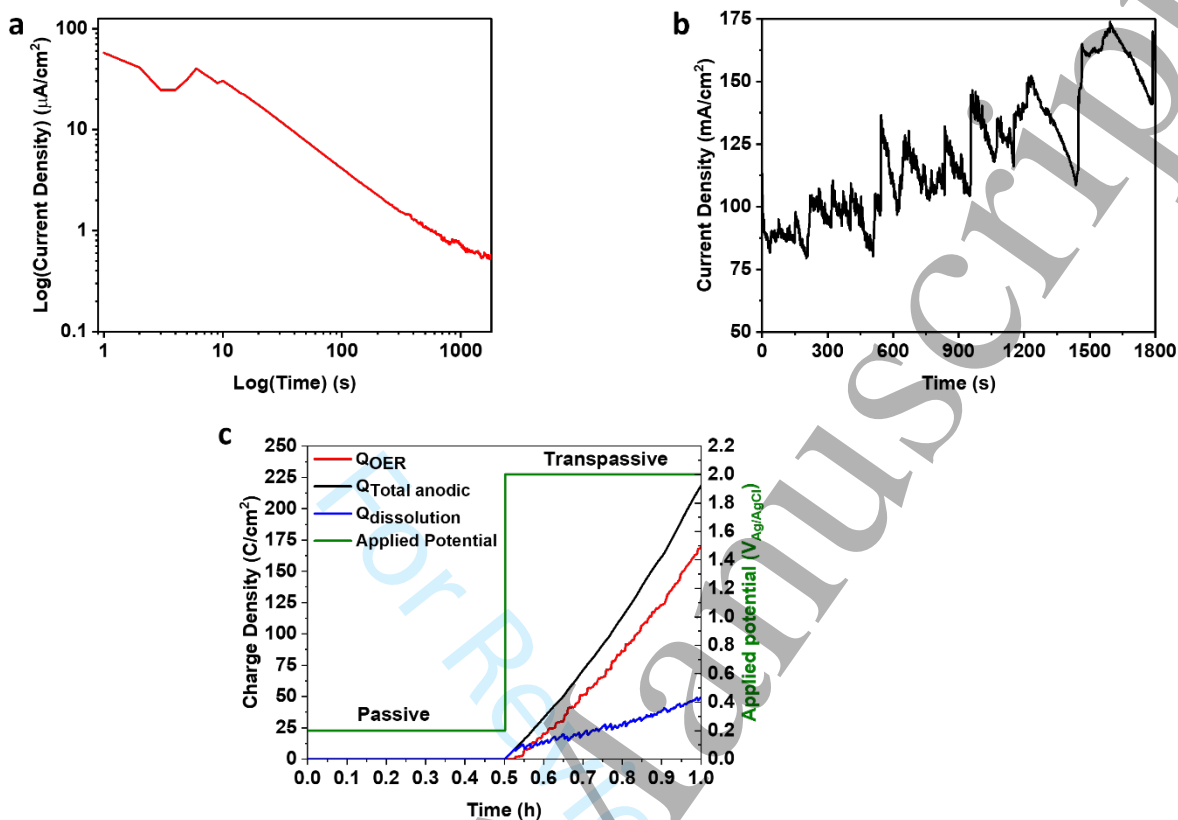 a
Log(Current Density) (μA/cm²)
100
10
1
0.1
1 10 100 1000
Log(Time) (s)
b
Current Density (mA/cm²)
175
150
125
100
75
50
0 300 600 900 1200 1500 1800
Time (s)
c
Charge Density (C/cm²)
250
225
200
175
150
125
100
75
50
25
0
Q_OER
Q_Total anodic
Q_dissolution
Applied Potential
Transpassive
Passive
2.2
2.0
1.8
1.6
1.4
1.2
1.0
0.8
0.6
0.4
0.2
0.0
Applied potential (V_Ag/AgCl)
0.0 0.1 0.2 0.3 0.4 0.5 0.6 0.7 0.8 0.9 1.0
Time (h)
For Revie
Manuscrip